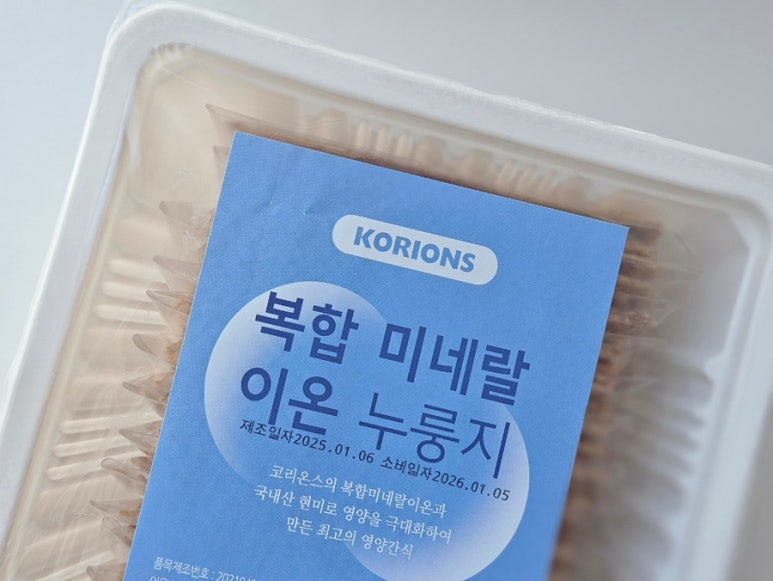 KORIONS
복합 미네랄
이온 누룽지
제조일자2025.01.06 소비일자2026.01.05
코리온스의 복합미네랄이온과
국내산 현미로 영양을 극대화하여
만든 최고의 영양간식
품목제조번호 :